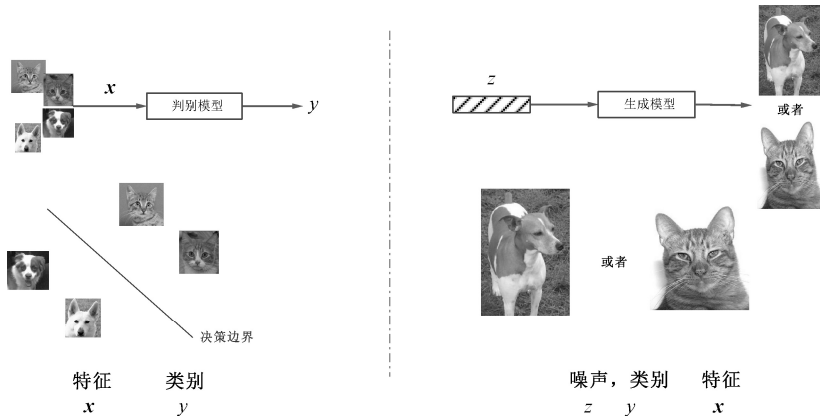 x
判别模型
y
决策边界
特征 类别
x y
z
生成模型
或者
或者
噪声，类别 特征
z y x